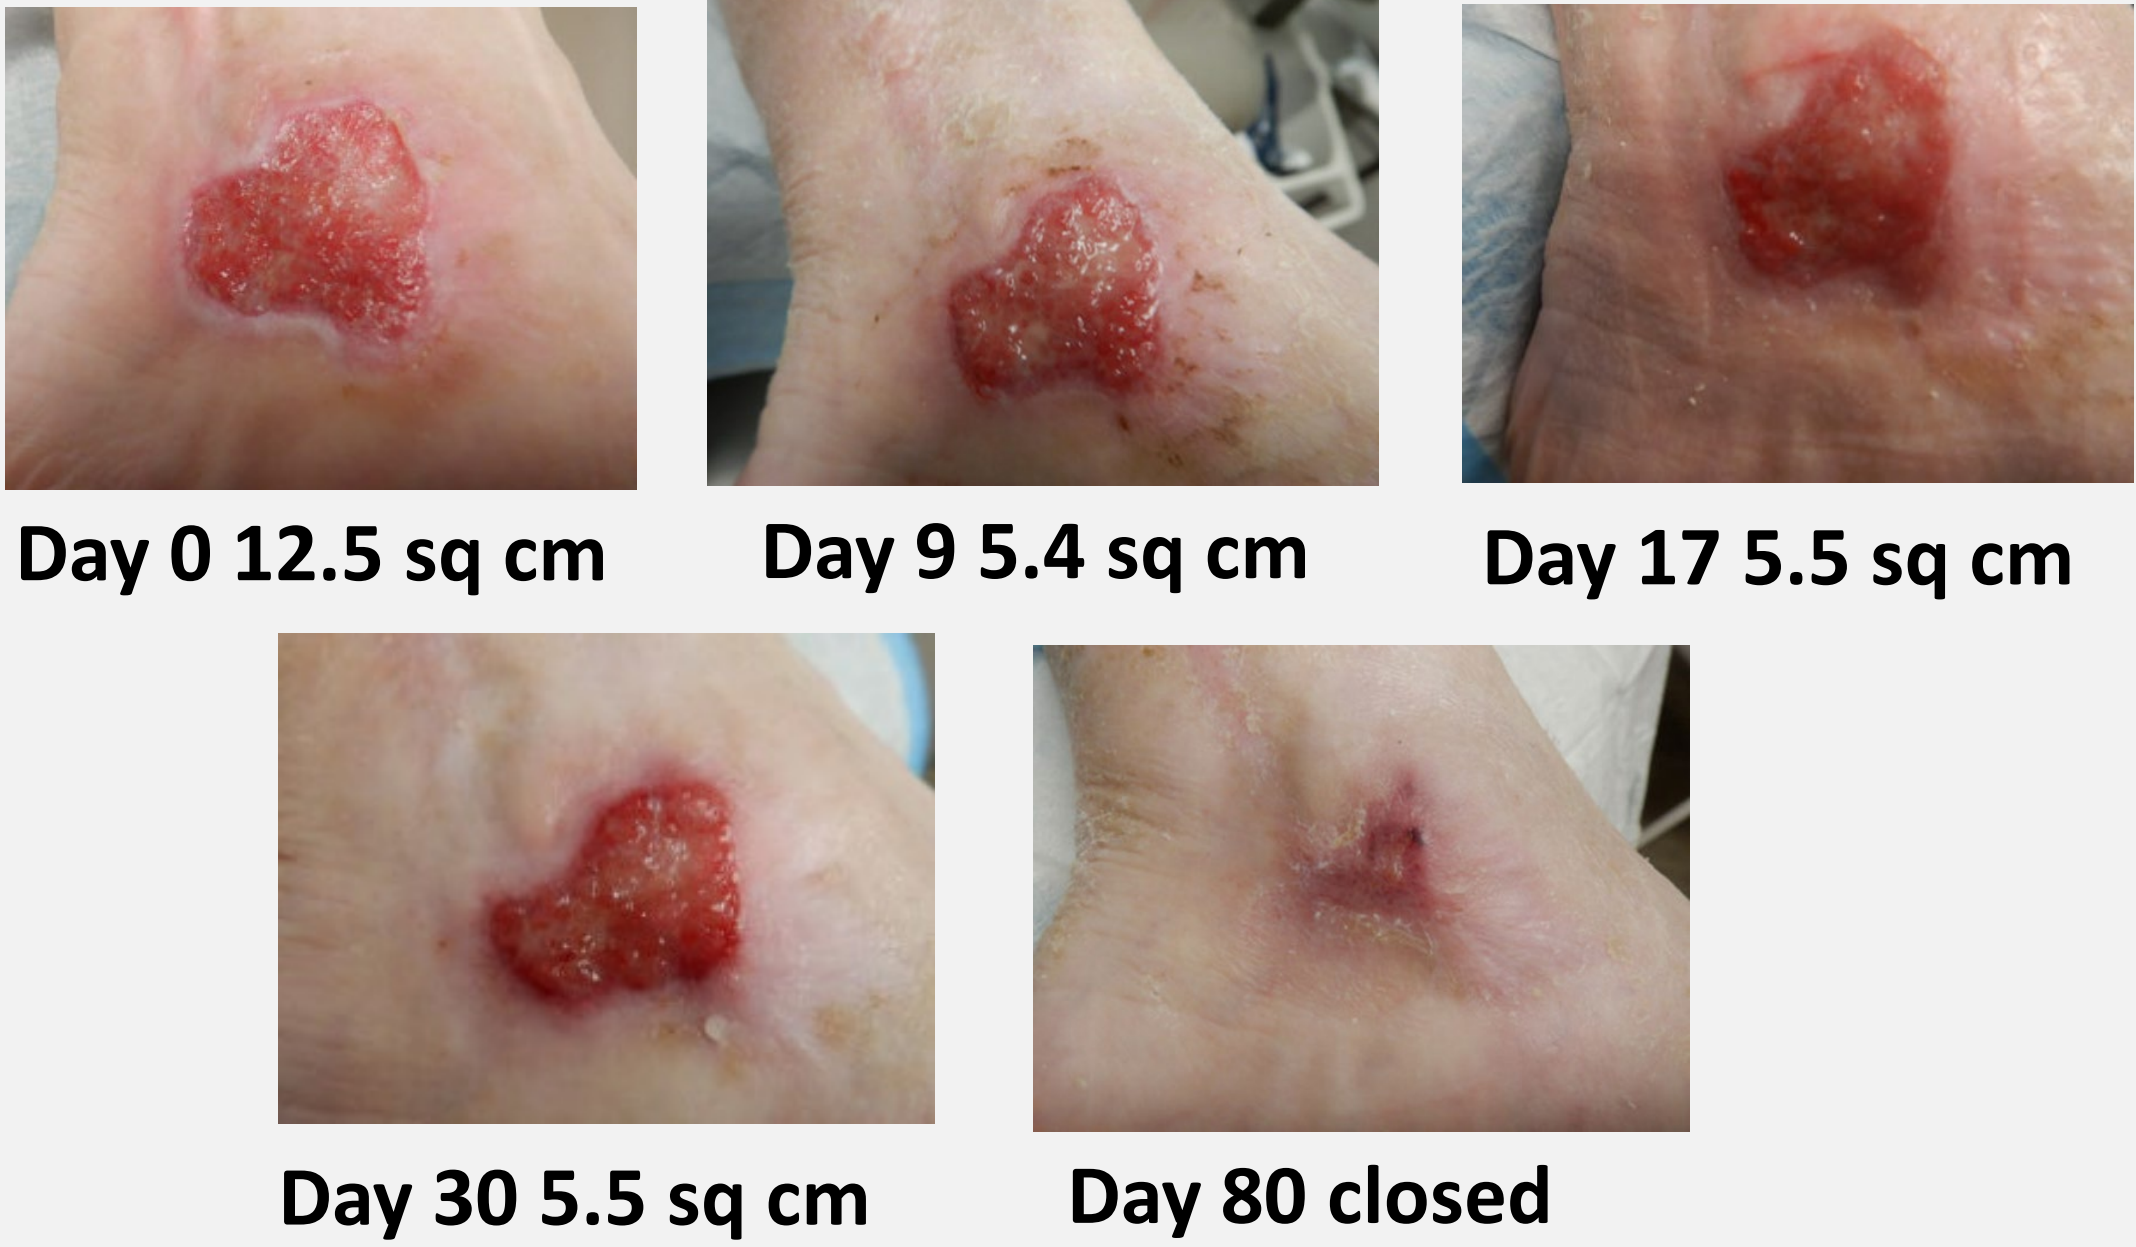 Day 0 12.5 sq cm
Day 9 5.4 sq cm
Day 17 5.5 sq cm
Day 30 5.5 sq cm
Day 80 closed